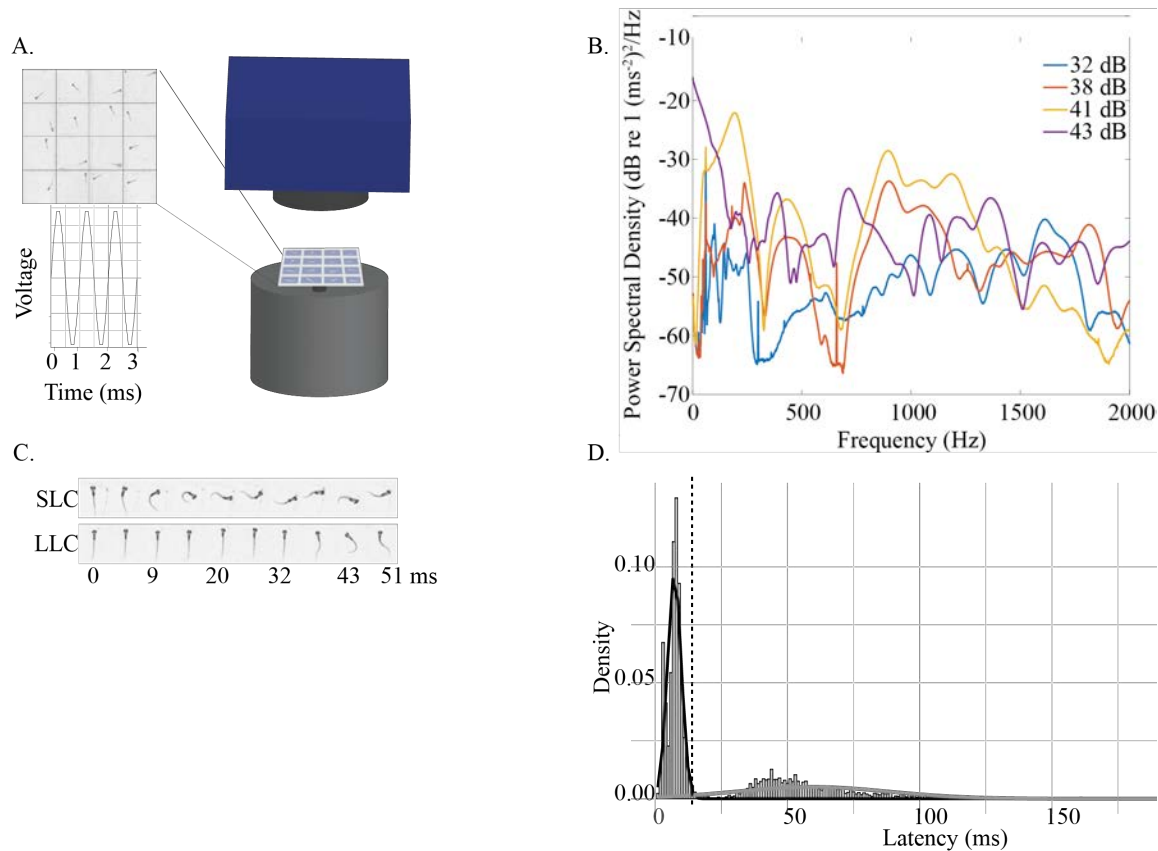 A.
Voltage
0 1 2 3
Time (ms)
B.
Power Spectral Density (dB re 1 (ms-2)2/Hz
-10
-20
-30
-40
-50
-60
-70
0 500 1000 1500 2000
Frequency (Hz)
32 dB
38 dB
41 dB
43 dB
C.
SLC
LLC
0 9 20 32 43 51 ms
D.
Density
0.10
0.05
0.00
0 50 100 150
Latency (ms)